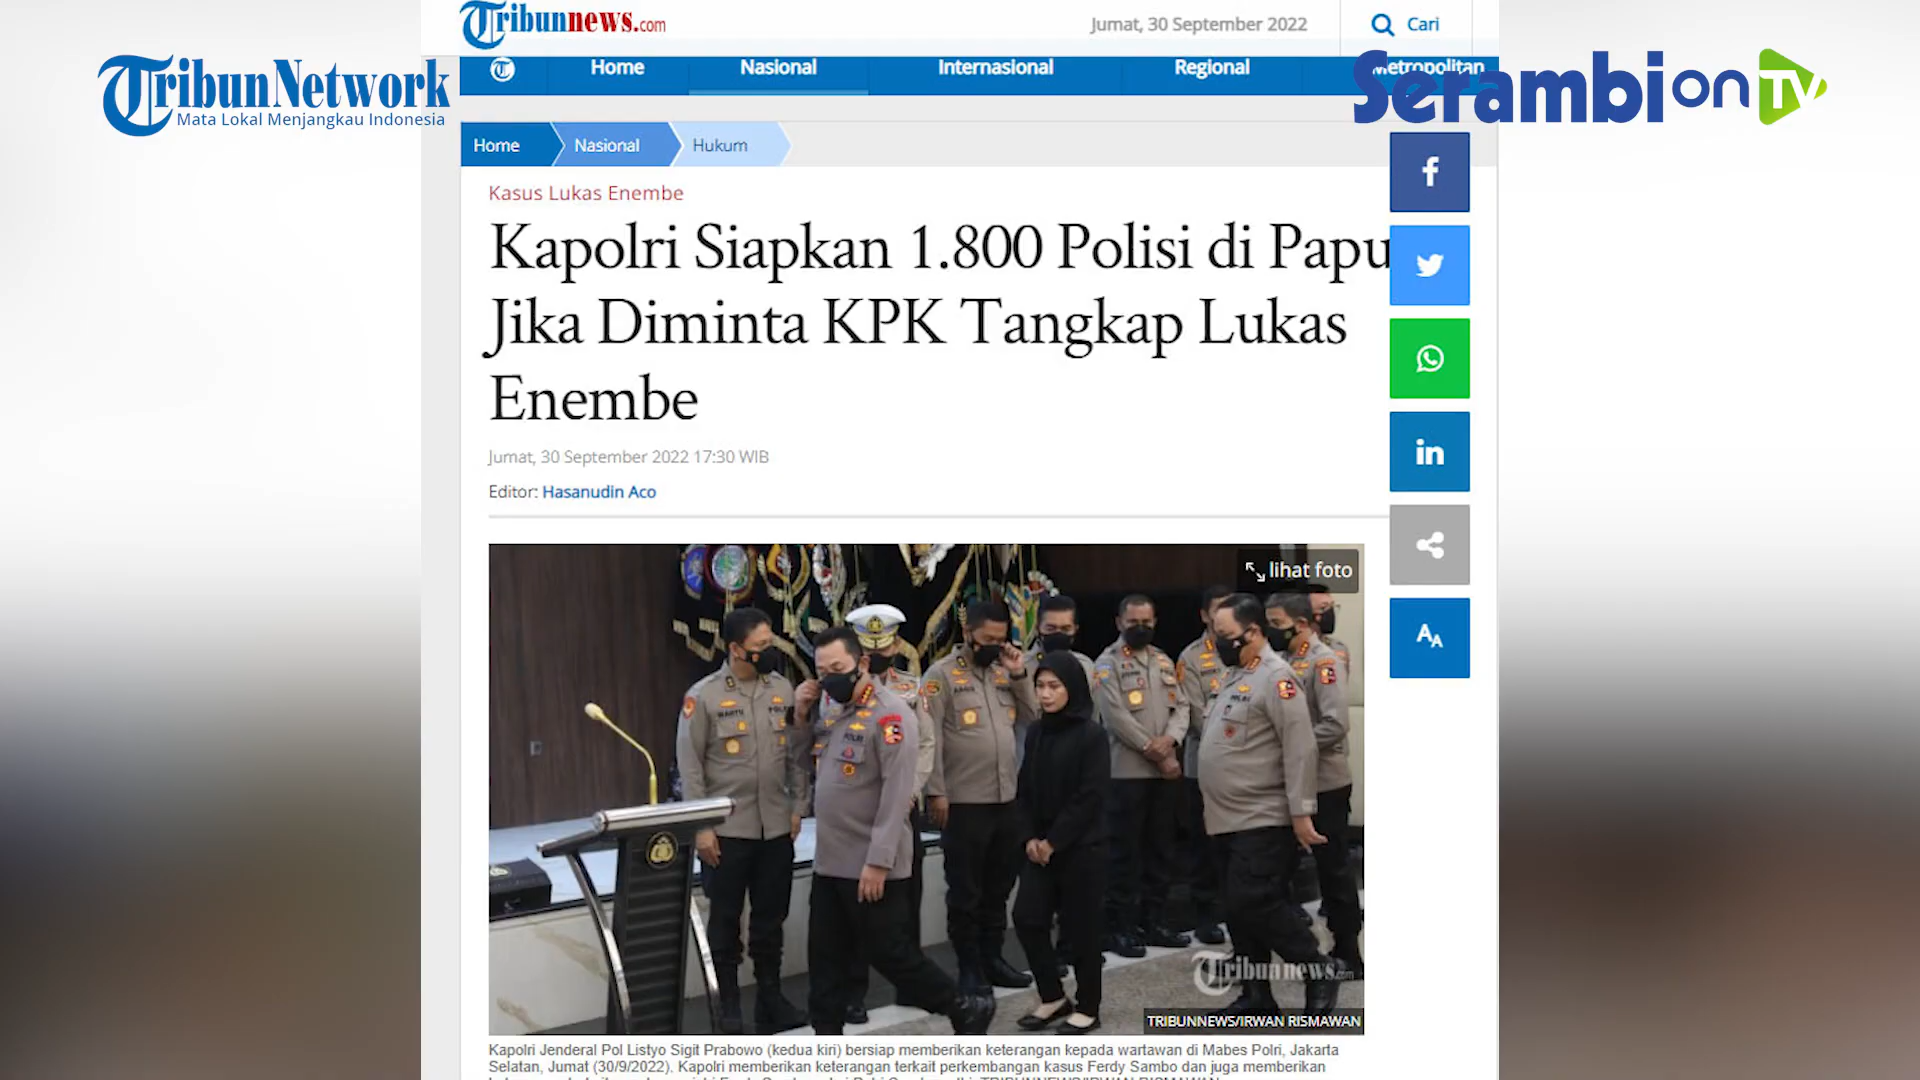 Tribunnews.com
Jumat, 30 September 2022
Cari
TribunNetwork
Mata Lokal Menjangkau Indonesia
Serambi on TV
Home
Nasional
Internasional
Regional
Metropolitan
Home
Nasional
Hukum
Kasus Lukas Enembe
Kapolri Siapkan 1.800 Polisi di Papu
Jika Diminta KPK Tangkap Lukas
Enembe
Jumat, 30 September 2022 17:30 WIB
Editor: Hasanudin Aco
lihat foto
Tribunnews.com
TRIBUNNEWS/IRWAN RISMAWAN
Kapolri Jenderal Pol Listyo Sigit Prabowo (kedua kiri) bersiap memberikan keterangan kepada wartawan di Mabes Polri, Jakarta
Selatan, Jumat (30/9/2022). Kapolri memberikan keterangan terkait perkembangan kasus Ferdy Sambo dan juga memberikan